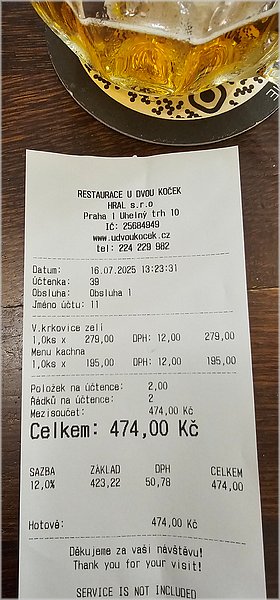 RESTAURACE U DVOU KOČEK
HRAL s.r.o
Praha 1 Uhelný trh 10
IČ: 25684949
www.udvoukocek.cz
tel: 224 229 982
Datum: 16.07.2025 13:23:31
Účtenka: 39
Obsluha: Obsluha 1
Jméno účtu: 11
V.krkovice zelí
1,0ks x 279,00 DPH: 12,00 279,00
Menu kachna
1,0ks x 195,00 DPH: 12,00 195,00
Položek na účtence: 2,00
Řádků na účtence: 2
Mezisoučet: 474,00 Kč
Celkem: 474,00 Kč
SAZBA ZÁKLAD DPH CELKEM
12,0% 423,22 50,78 474,00
Hotově: 474,00 Kč
Děkujeme za vaši návštěvu!
Thank you for your visit!
SERVICE IS NOT INCLUDED